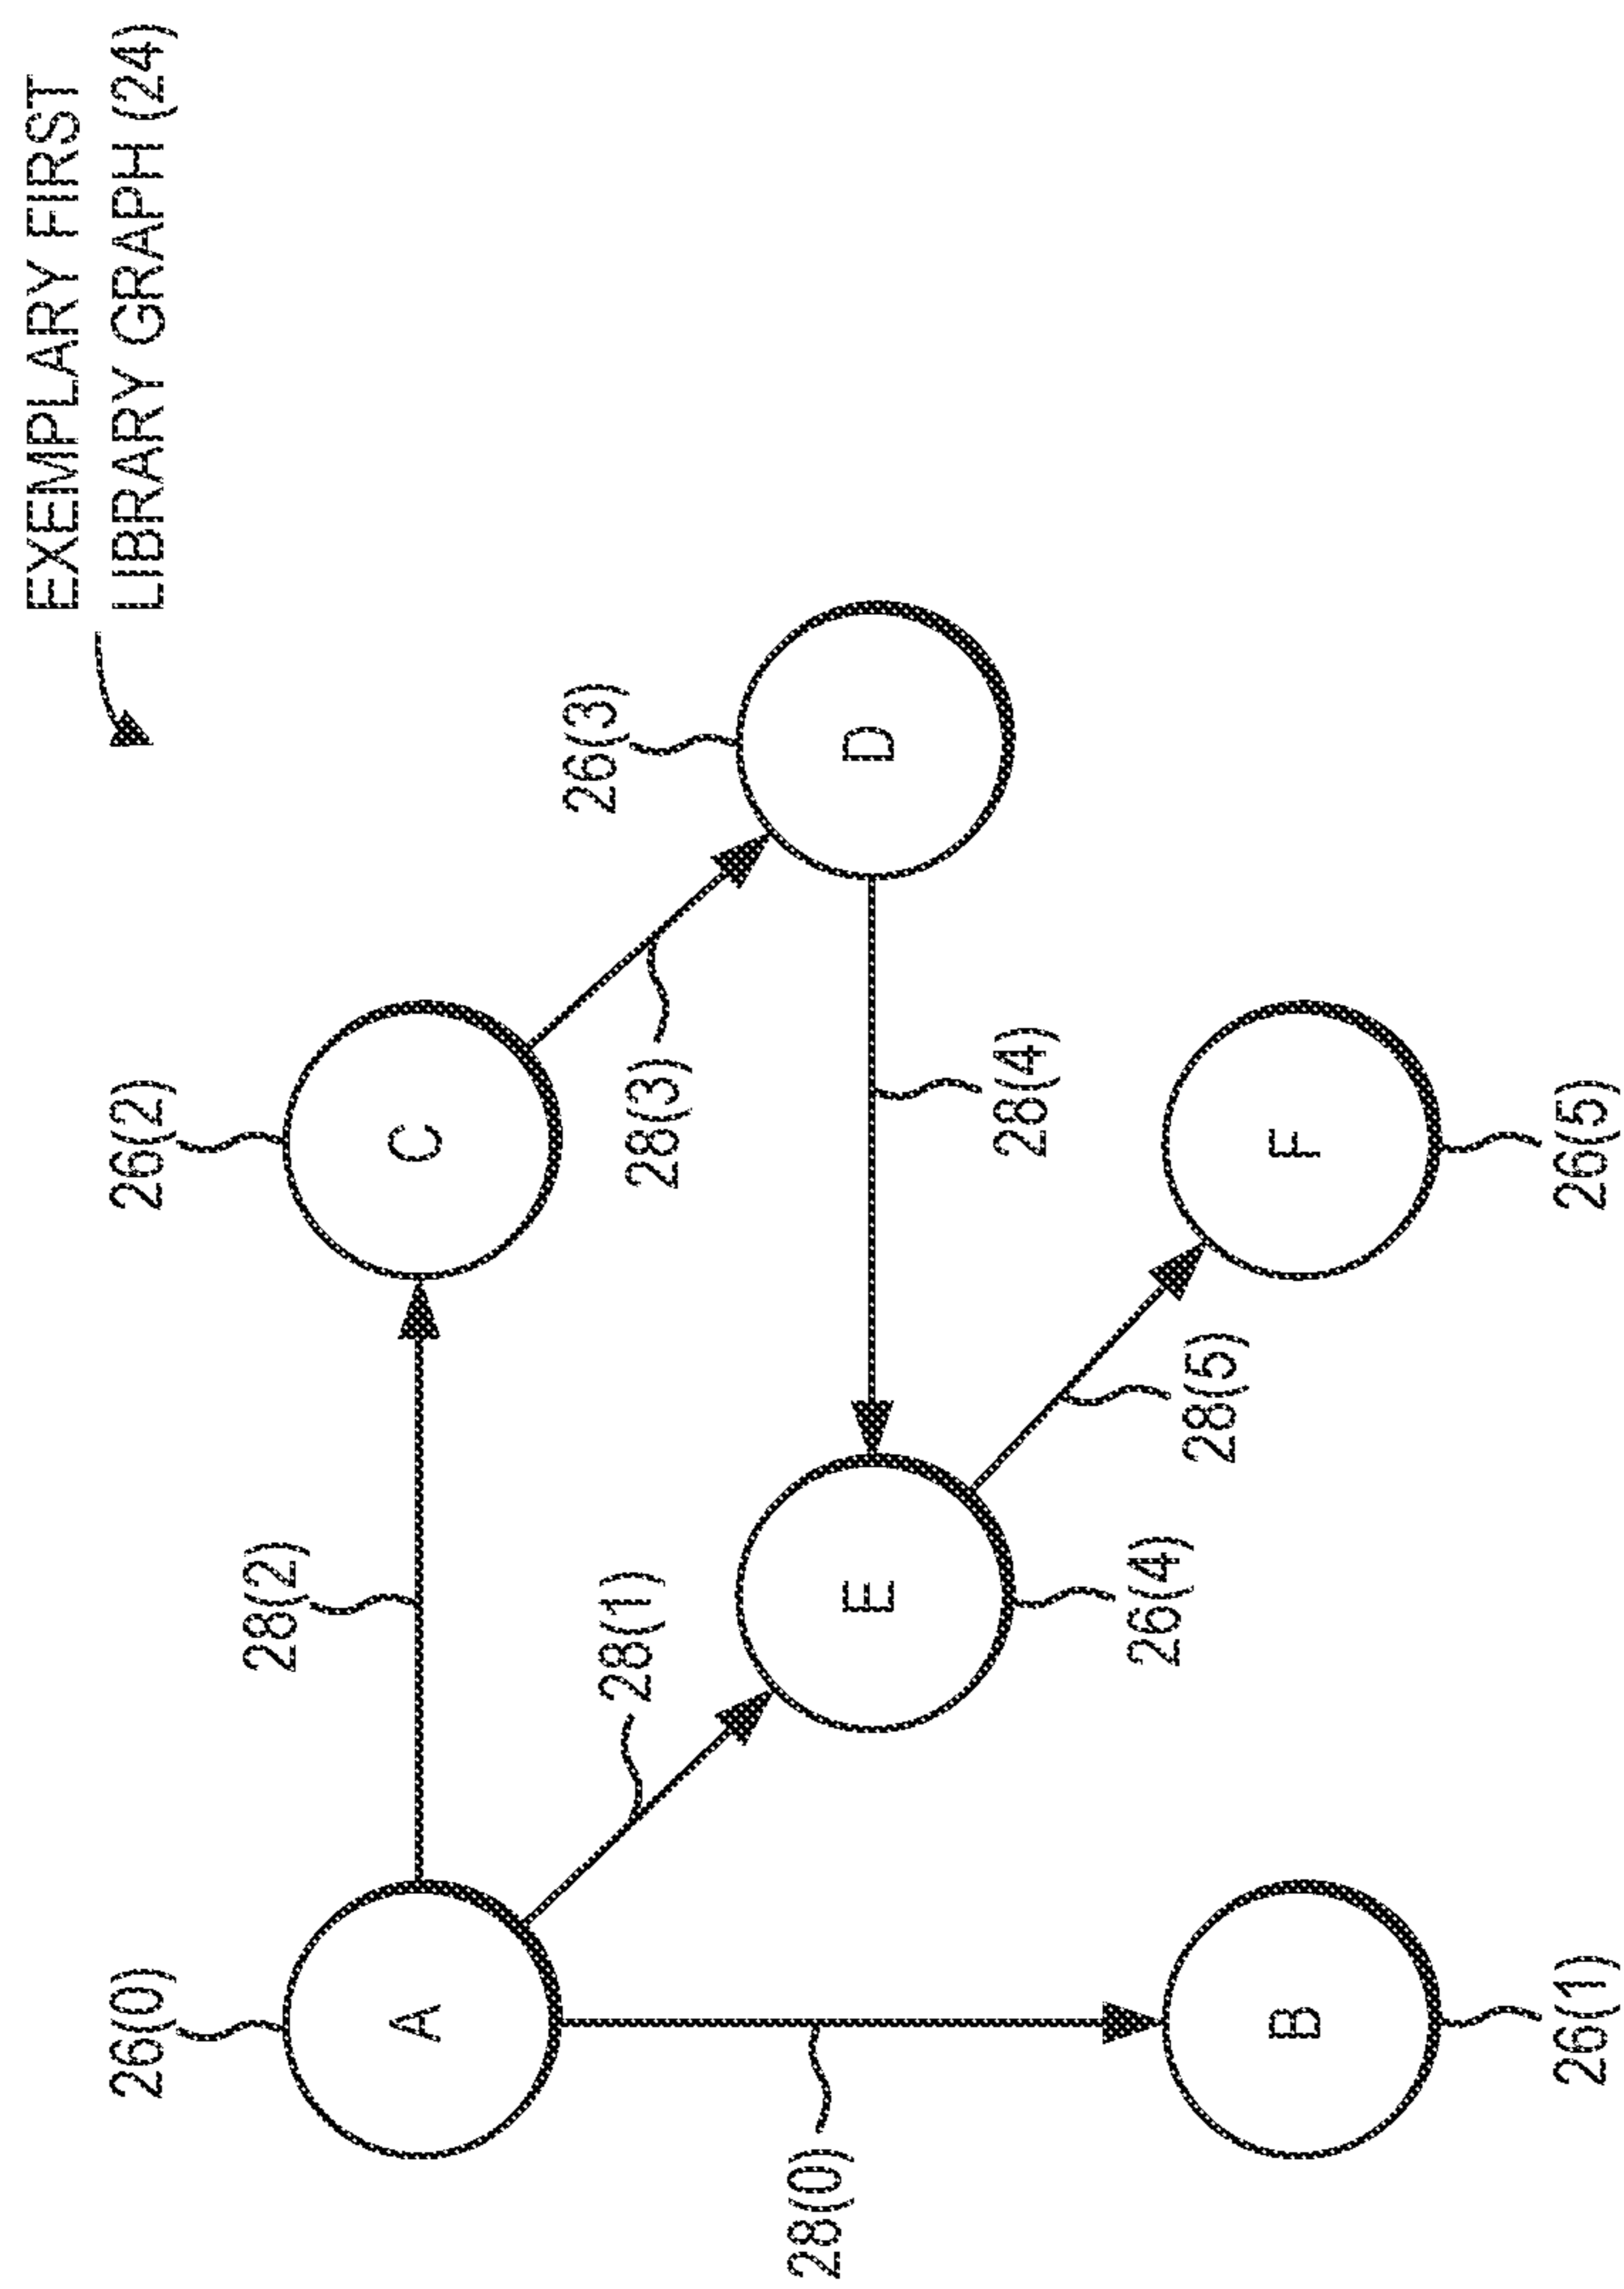 EXEMPLARY FIRST
LIBRARY GRAPH (24)
26(0)
26(2)
28(2)
A
C
26(3)
28(1)
28(3)
28(0)
E
D
26(4)
28(4)
28(5)
B
F
26(1)
26(5)